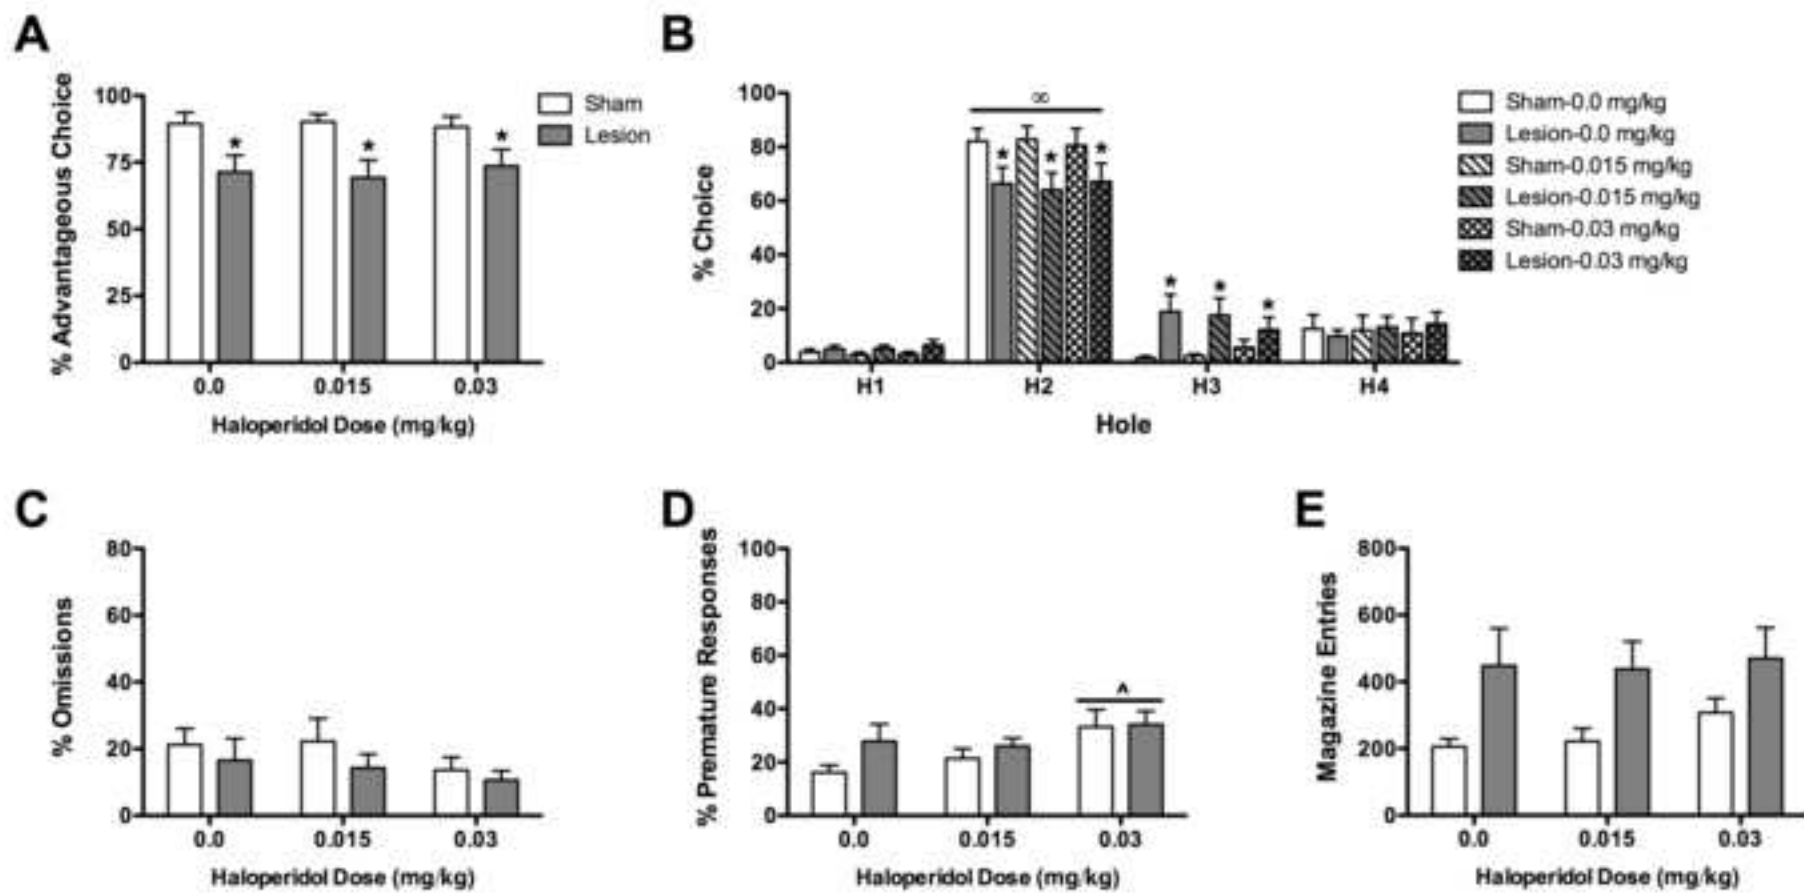 A
% Advantageous Choice
100
75
50
25
0
0.0 0.015 0.03
Haloperidol Dose (mg/kg)
* * *
Sham
Lesion
B
% Choice
100
80
60
40
20
0
∞
* * *
* * *
H1 H2 H3 H4
Hole
Sham-0.0 mg/kg
Lesion-0.0 mg/kg
Sham-0.015 mg/kg
Lesion-0.015 mg/kg
Sham-0.03 mg/kg
Lesion-0.03 mg/kg
C
% Omissions
80
60
40
20
0
0.0 0.015 0.03
Haloperidol Dose (mg/kg)
D
% Premature Responses
100
80
60
40
20
0
^
0.0 0.015 0.03
Haloperidol Dose (mg/kg)
E
Magazine Entries
800
600
400
200
0
0.0 0.015 0.03
Haloperidol Dose (mg/kg)